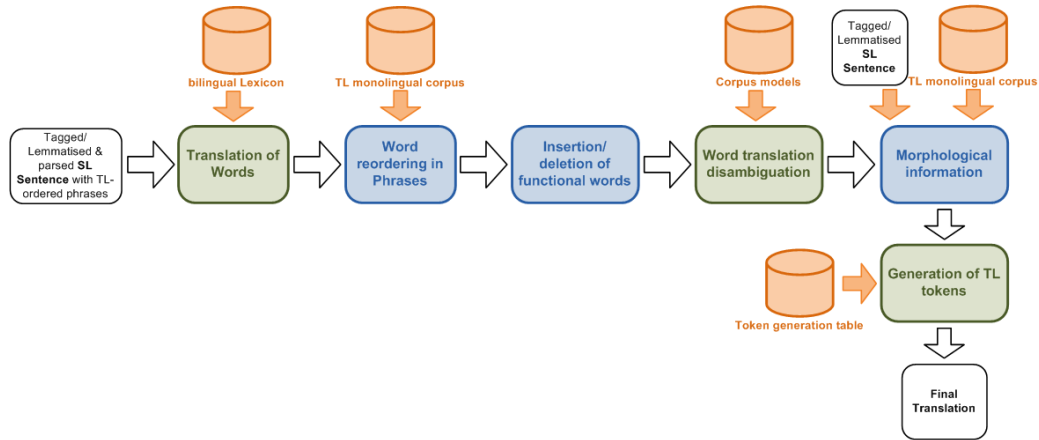 bilingual Lexicon
TL monolingual corpus
Corpus models
Tagged/
Lemmatised
SL
Sentence
TL monolingual corpus
Tagged/
Lemmatised &
parsed SL
Sentence with TL-
ordered phrases
Translation of
Words
Word
reordering in
Phrases
Insertion/
deletion of
functional words
Word translation
disambiguation
Morphological
information
Token generation table
Generation of TL
tokens
Final
Translation